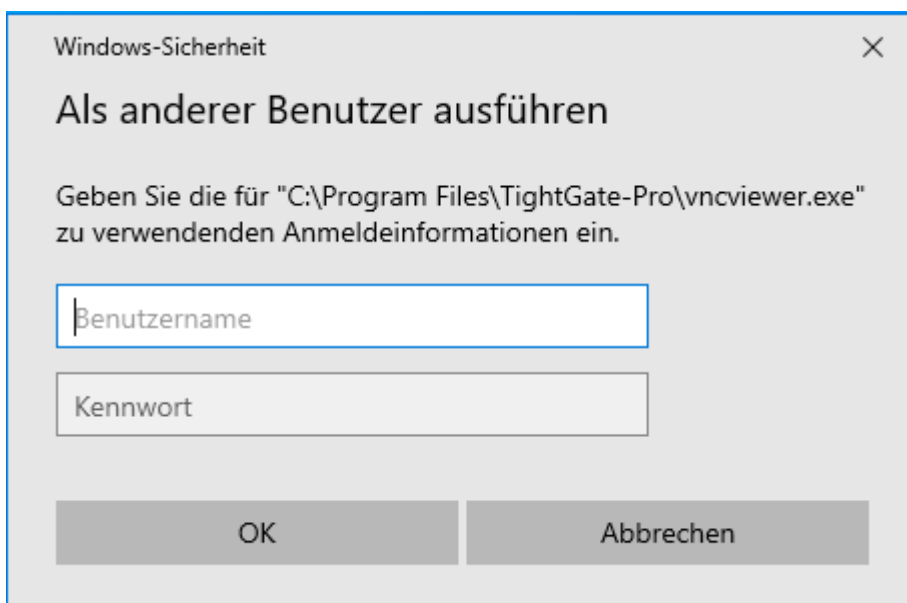 Windows-Sicherheit
Als anderer Benutzer ausführen
Geben Sie die für "C:\Program Files\TightGate-Pro\vncviewer.exe"
zu verwendenden Anmeldeinformationen ein.
Benutzername
Kennwort
OK
Abbrechen